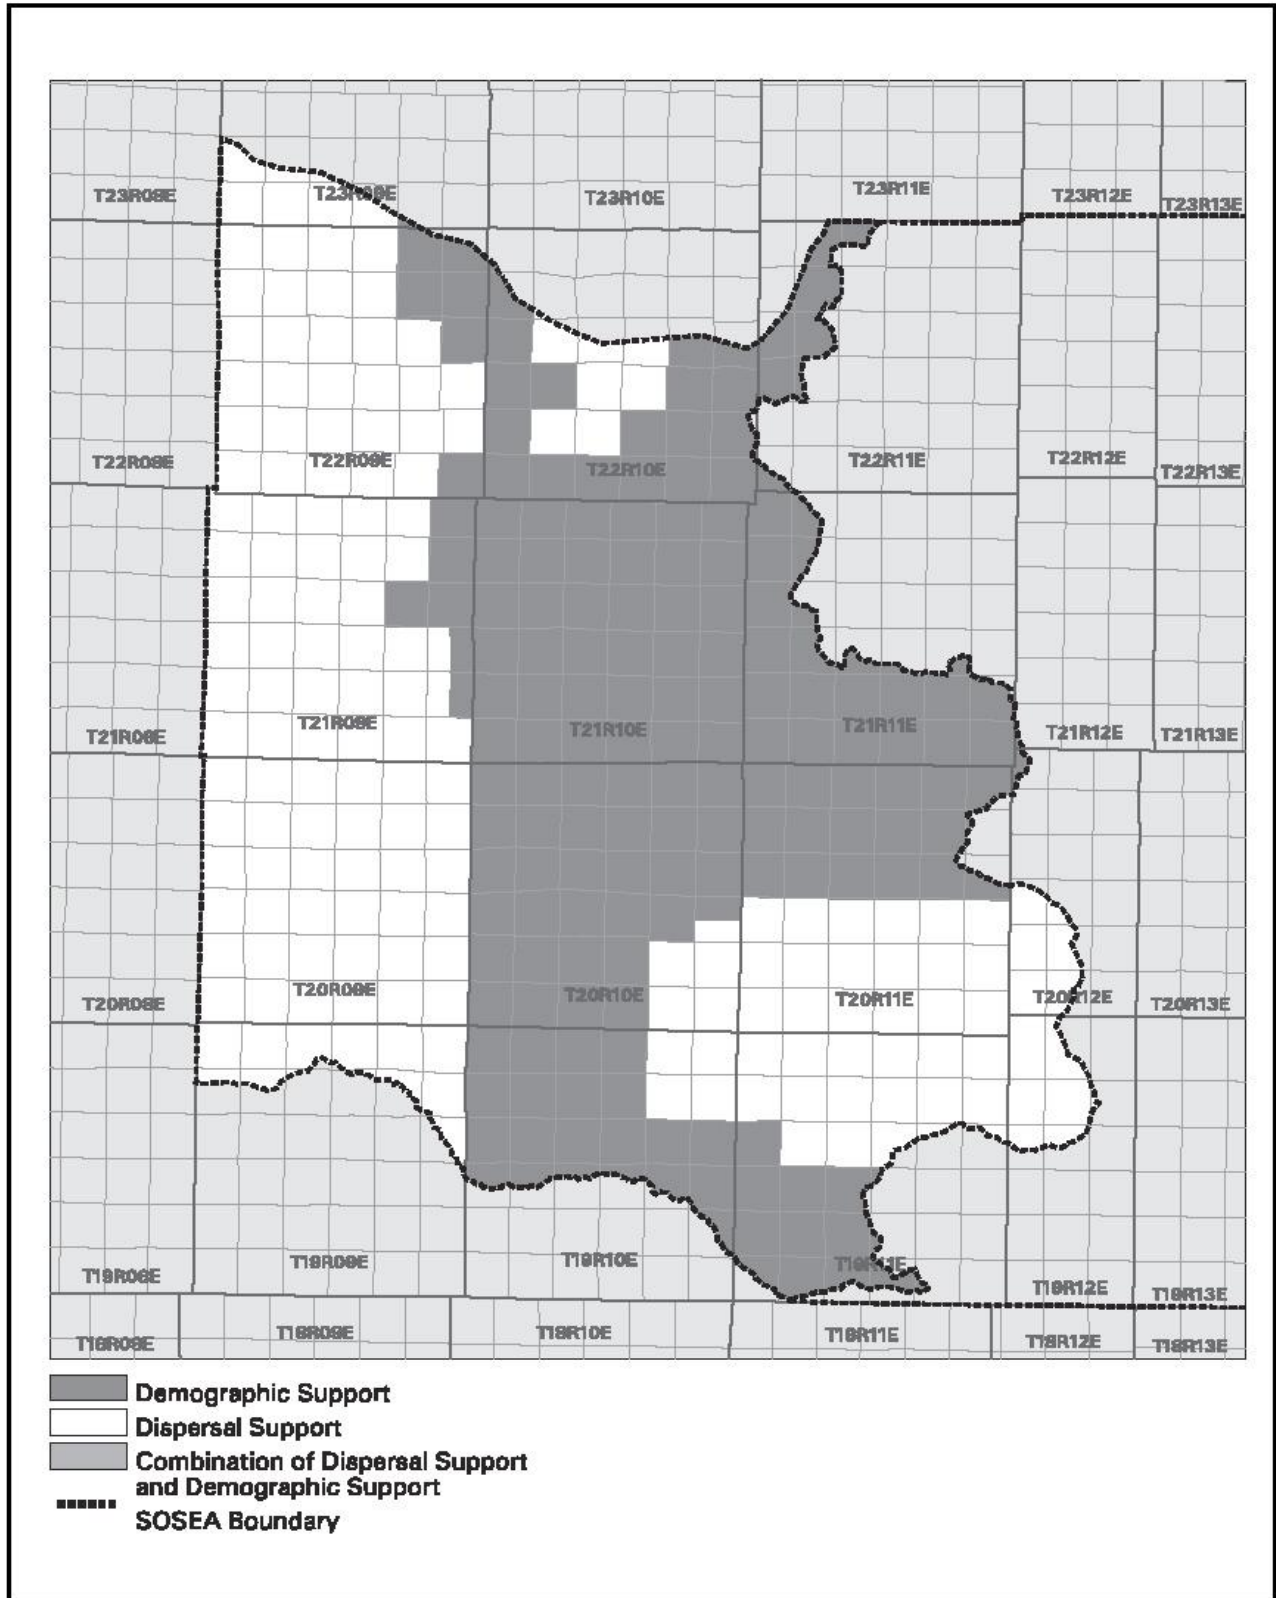 T23R08E
T23R09E
T23R10E
T23R11E
T23R12E
T23R13E
T22R08E
T22R09E
T22R10E
T22R11E
T22R12E
T22R13E
T21R08E
T21R09E
T21R10E
T21R11E
T21R12E
T21R13E
T20R08E
T20R09E
T20R10E
T20R11E
T20R12E
T20R13E
T19R08E
T19R09E
T19R10E
T19R11E
T19R12E
T19R13E
T18R08E
T18R09E
T18R10E
T18R11E
T18R12E
T18R13E
Demographic Support
Dispersal Support
Combination of Dispersal Support
and Demographic Support
SOSEA Boundary